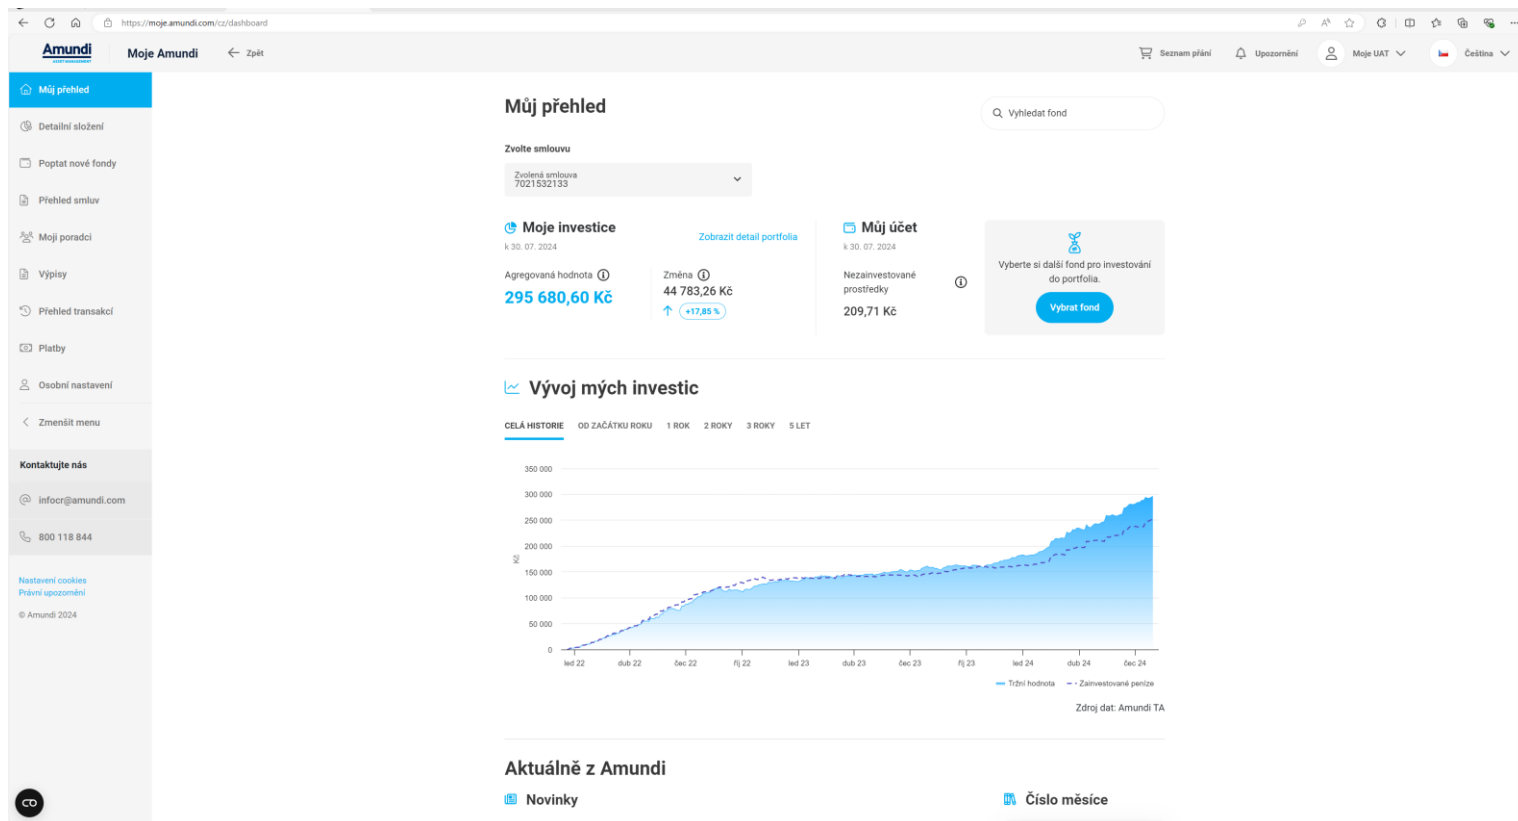 https://moje.amundi.com/cz/dashboard
Amundi
ASSET MANAGEMENT
Moje Amundi
Zpět
Seznam přání
Upozornění
Moje UAT
Čeština
Můj přehled
Detailní složení
Poptat nové fondy
Přehled smluv
Moji poradci
Výpisy
Přehled transakcí
Platby
Osobní nastavení
Zmenšit menu
Kontaktujte nás
infocr@amundi.com
800 118 844
Nastavení cookies
Právní upozornění
© Amundi 2024
Můj přehled
Vyhledat fond
Zvolte smlouvu
Zvolená smlouva
7021532133
Moje investice
k 30. 07. 2024
Zobrazit detail portfolia
Agregovaná hodnota
295 680,60 Kč
Změna
44 783,26 Kč
+17,85 %
Můj účet
k 30. 07. 2024
Nezainvestované
prostředky
209,71 Kč
Vyberte si další fond pro investování
do portfolia.
Vybrat fond
Vývoj mých investic
CELÁ HISTORIE OD ZAČÁTKU ROKU 1 ROK 2 ROKY 3 ROKY 5 LET
350 000
300 000
250 000
200 000
150 000
100 000
50 000
0
Kč
led 22 dub 22 čec 22 říj 22 led 23 dub 23 čec 23 říj 23 led 24 dub 24 čec 24
Tržní hodnota Zainvestované peníze
Zdroj dat: Amundi TA
Aktuálně z Amundi
Novinky
Číslo měsíce